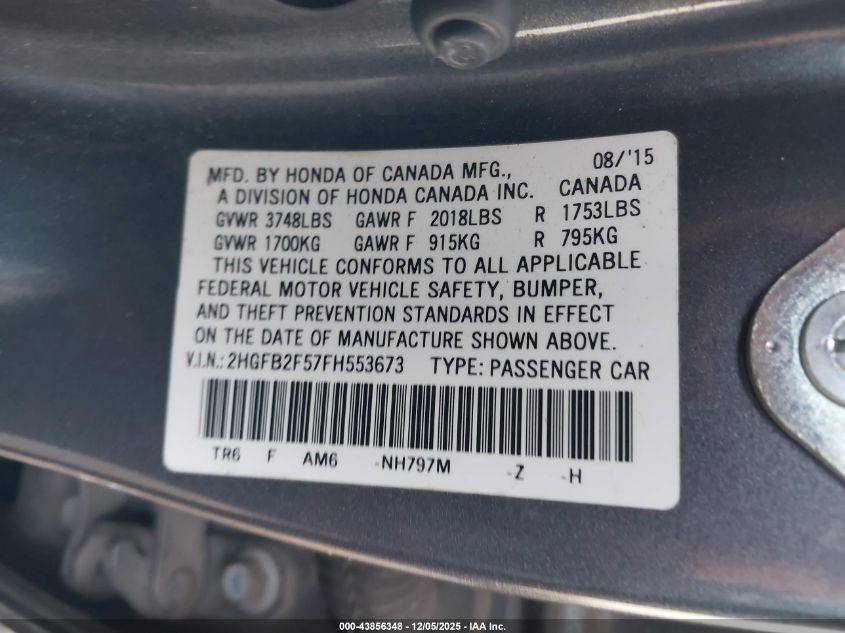 MFD. BY HONDA OF CANADA MFG., 08/'15
A DIVISION OF HONDA CANADA INC. CANADA
GVWR 3748LBS GAWR F 2018LBS R 1753LBS
GVWR 1700KG GAWR F 915KG R 795KG
THIS VEHICLE CONFORMS TO ALL APPLICABLE
FEDERAL MOTOR VEHICLE SAFETY, BUMPER,
AND THEFT PREVENTION STANDARDS IN EFFECT
ON THE DATE OF MANUFACTURE SHOWN ABOVE.
V.I.N.: 2HGFB2F57FH553673 TYPE: PASSENGER CAR
TR6 F AM6 -NH797M -Z -H
000-43856348 - 12/05/2025 - IAA Inc.